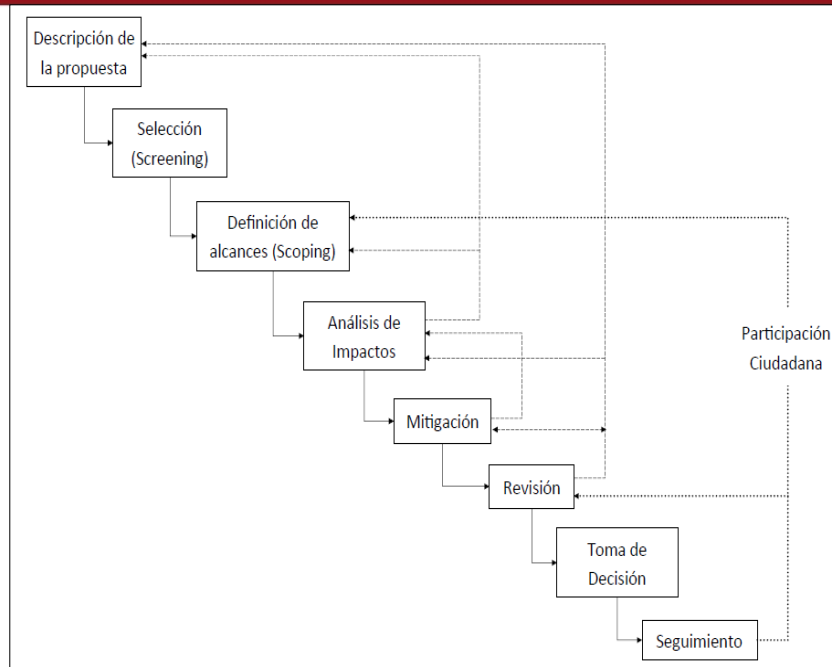 Descripción de
la propuesta
Selección
(Screening)
Definición de
alcances (Scoping)
Análisis de
Impactos
Participación
Ciudadana
Mitigación
Revisión
Toma de
Decisión
Seguimiento